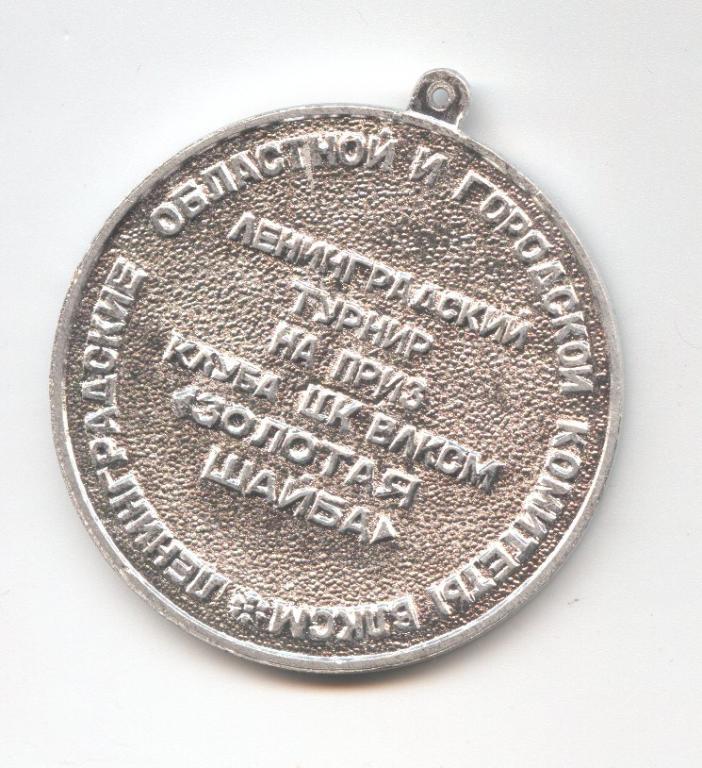 ЛЕНИНГРАДСКИЕ ОБЛАСТНОЙ И ГОРОДСКОЙ КОМИТЕТЫ ВЛКСМ
ЛЕНИНГРАДСКИЙ
ТУРНИР
НА ПРИЗ
КЛУБА ЦК ВЛКСМ
«ЗОЛОТАЯ
ШАЙБА»